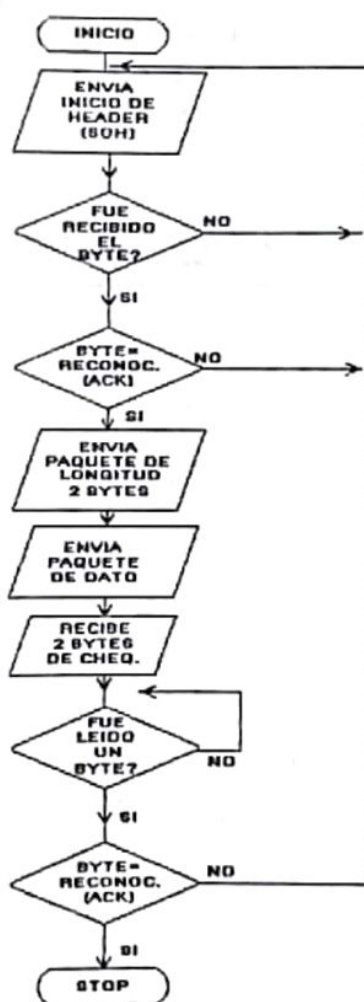 INICIO
ENVIA
INICIO DE
HEADER
(SOH)
FUE
RECIBIDO
EL
BYTE?
NO
SI
BYTE=
RECONOC.
(ACK)
NO
SI
ENVIA
PAQUETE DE
LONGITUD
2 BYTES
ENVIA
PAQUETE
DE DATO
RECIBE
2 BYTES
DE CHEQ.
FUE
LEIDO
UN
BYTE?
NO
SI
BYTE=
RECONOC.
(ACK)
NO
SI
STOP